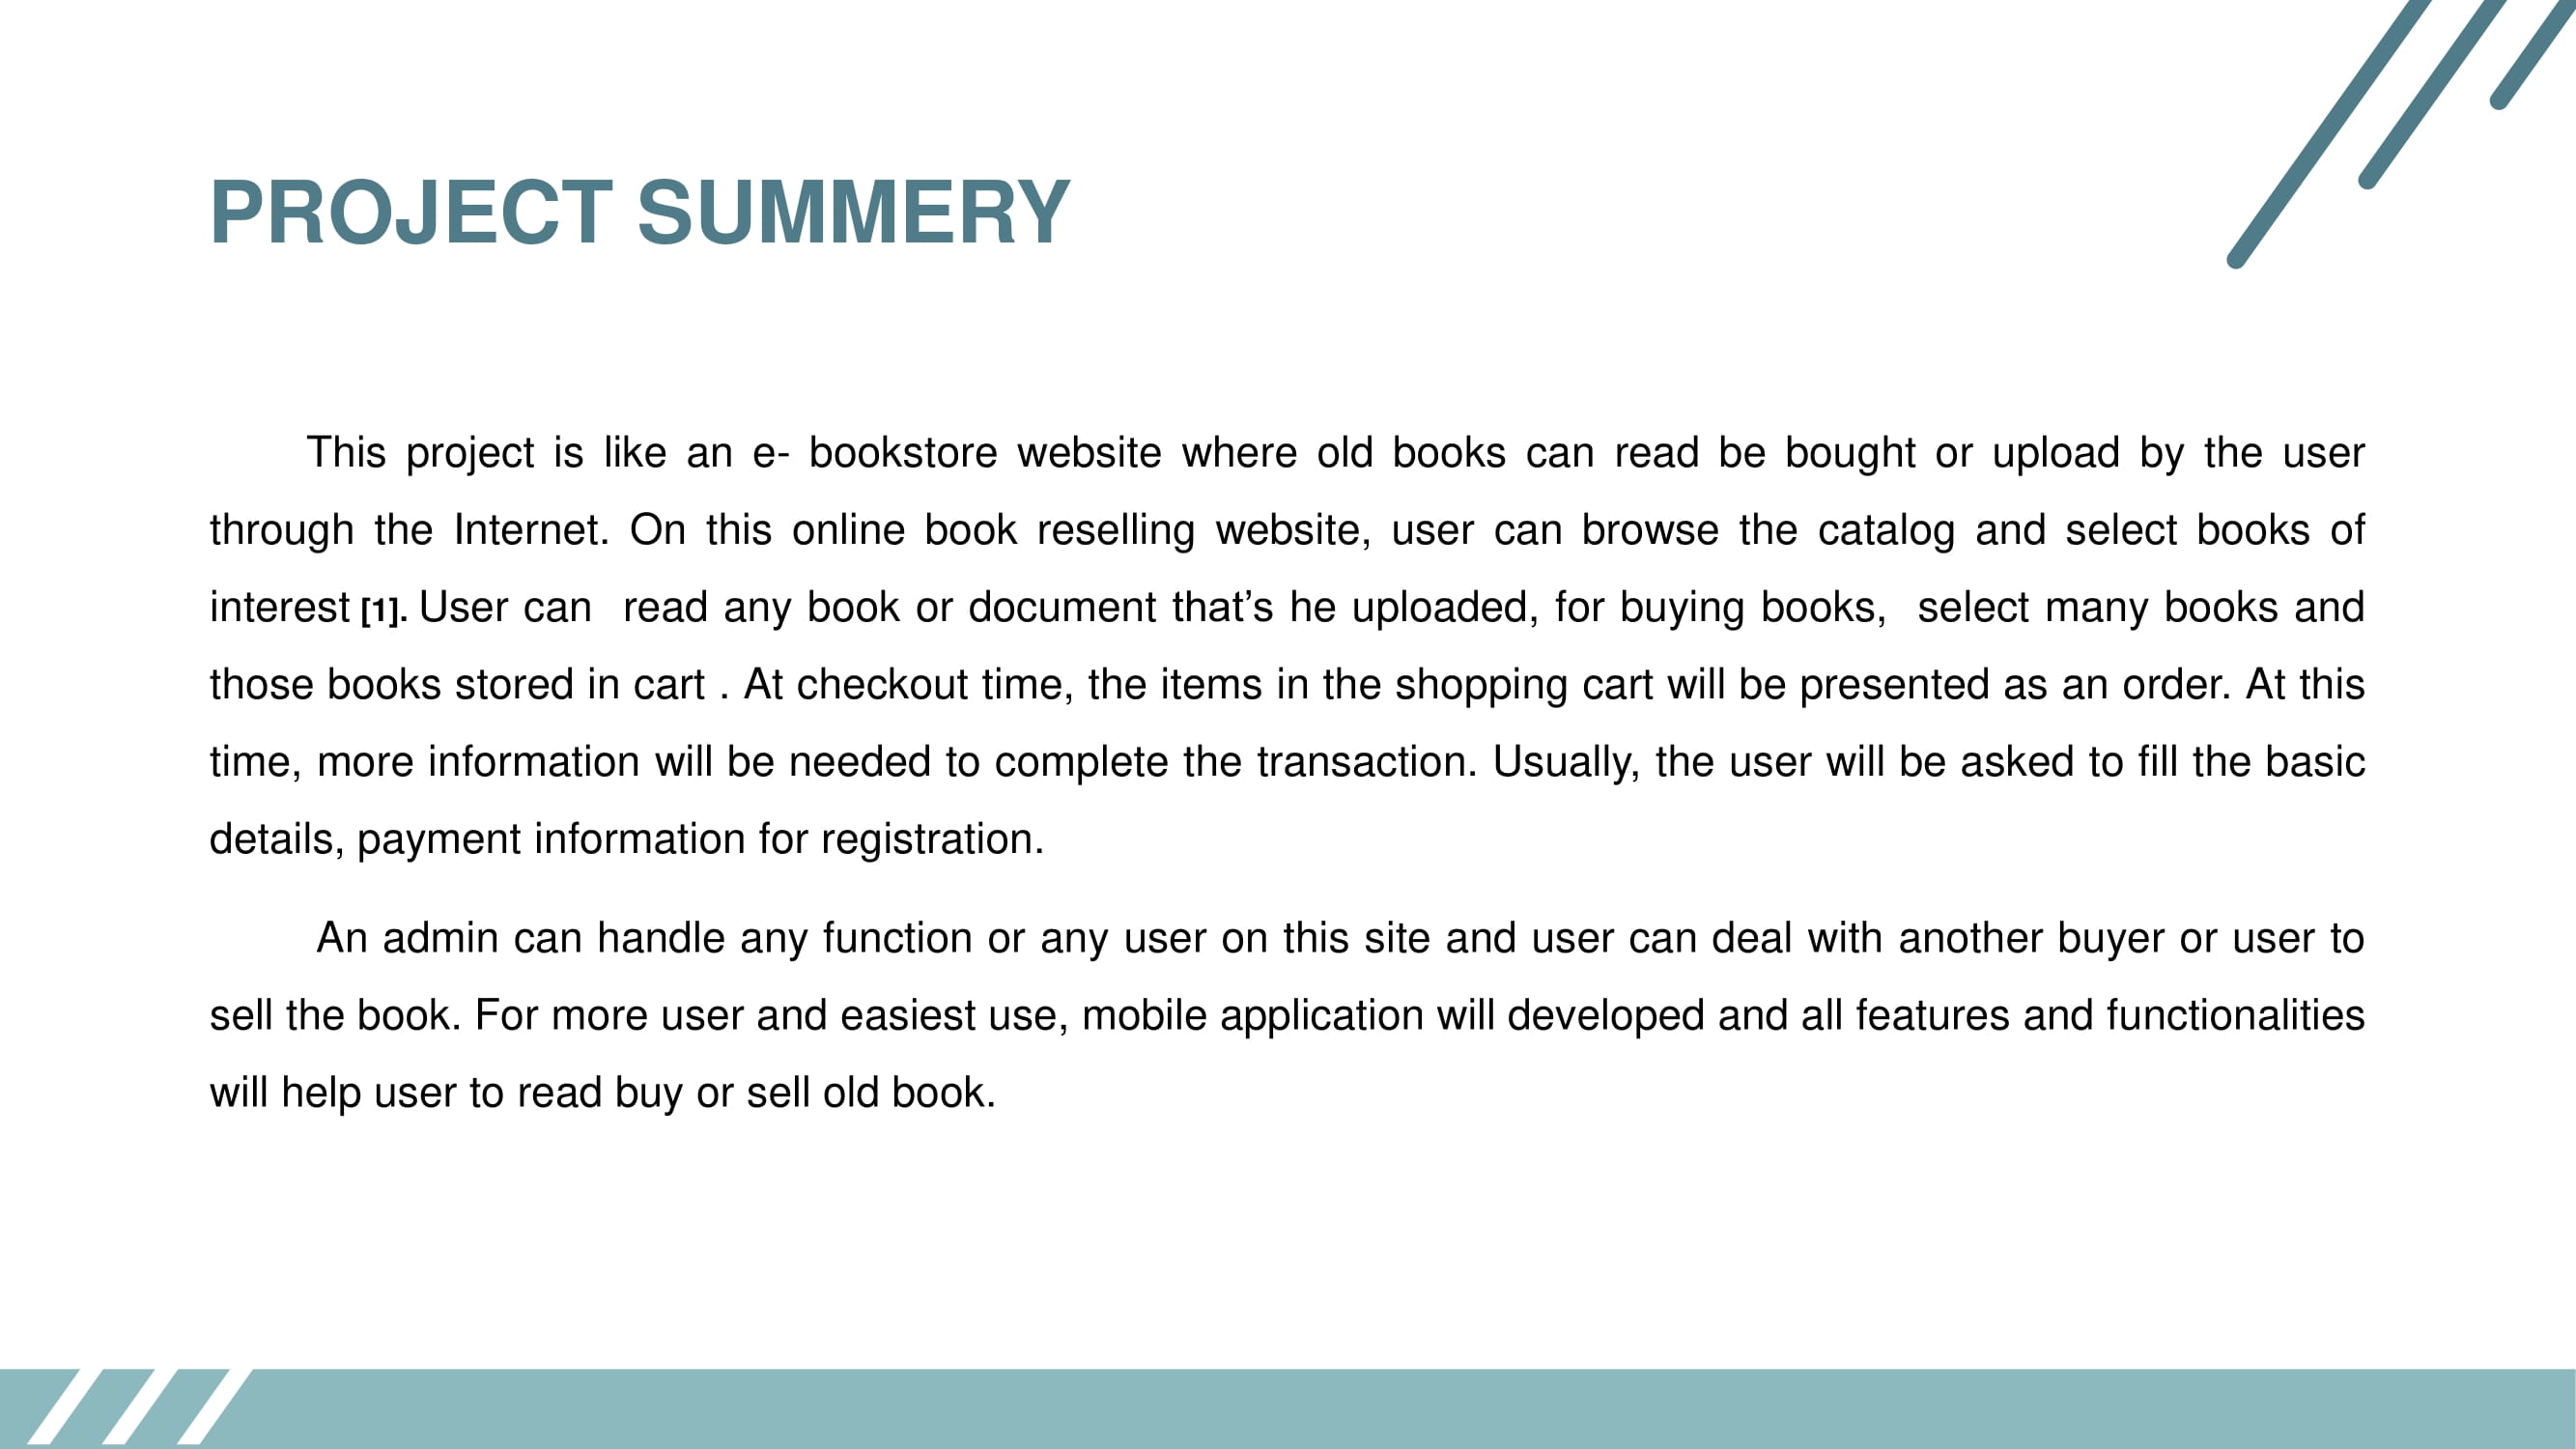 PROJECT SUMMERY
This project is like an e- bookstore website where old books can read be bought or upload by the user
through the Internet. On this online book reselling website, user can browse the catalog and select books of
interest [1]. User can  read any book or document that’s he uploaded, for buying books,  select many books and
those books stored in cart . At checkout time, the items in the shopping cart will be presented as an order. At this
time, more information will be needed to complete the transaction. Usually, the user will be asked to fill the basic
details, payment information for registration.
An admin can handle any function or any user on this site and user can deal with another buyer or user to
sell the book. For more user and easiest use, mobile application will developed and all features and functionalities
will help user to read buy or sell old book.